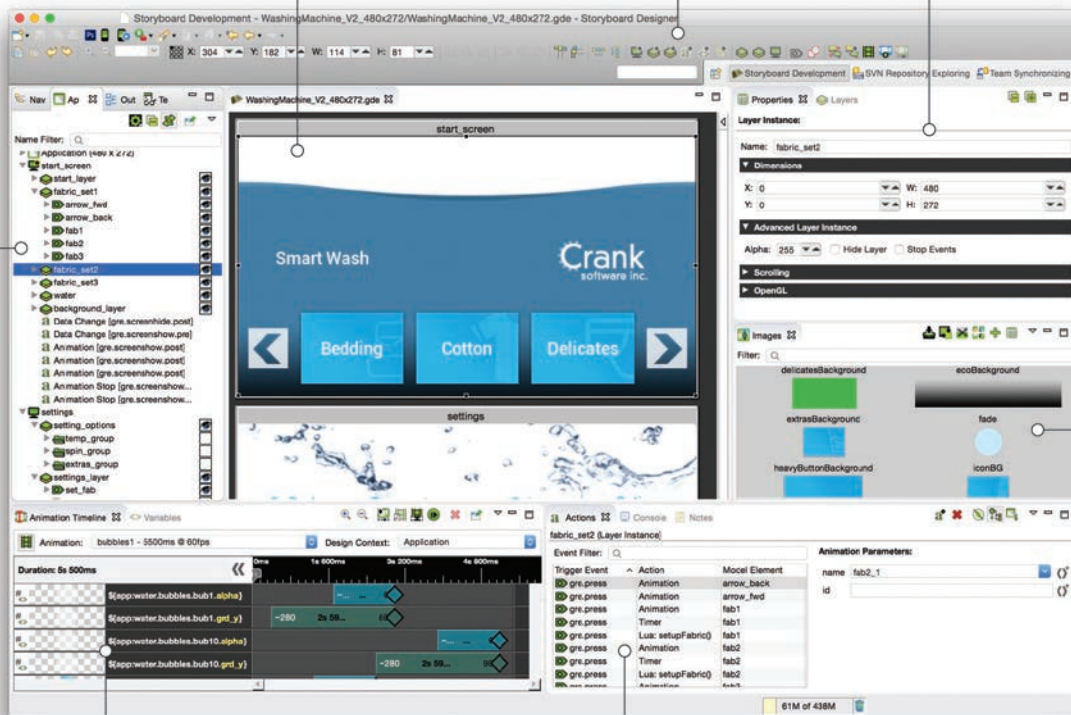 Storyboard Development - WashingMachine_V2_480x272/WashingMachine_V2_480x272.gde - Storyboard Designer
X: 304 Y: 182 W: 114 H: 81
Storyboard Development SVN Repository Exploring Team Synchronizing
Nav Ap Out Te
Name Filter:
Application (480 x 272)
start_screen
start_layer
fabric_set1
arrow_fwd
arrow_back
fab1
fab2
fab3
fabric_set2
fabric_set3
water
background_layer
Data Change [gre.screenhide.post]
Data Change [gre.screenshow.pre]
Animation [gre.screenshow.post]
Animation [gre.screenshow.post]
Animation [gre.screenshow.post]
Animation Stop [gre.screenshow...
Animation Stop [gre.screenshow...
settings
setting_options
temp_group
spin_group
extras_group
settings_layer
set_fab
WashingMachine_V2_480x272.gde
start_screen
Smart Wash
Crank
software inc.
Bedding
Cotton
Delicates
settings
Properties Layers
Layer Instance:
Name: fabric_set2
Dimensions
X: 0 W: 480
Y: 0 H: 272
Advanced Layer Instance
Alpha: 255 Hide Layer Stop Events
Scrolling
OpenGL
Images
Filter:
delicatesBackground ecoBackground
extrasBackground fade
heavyButtonBackground iconBG
Animation Timeline Variables
Animation: bubbles1 - 5500ms @ 60fps Design Context: Application
Duration: 5s 500ms
0ms 1s 600ms 3s 200ms 4s 800ms
${app:water.bubbles.bub1.alpha}
${app:water.bubbles.bub1.grd_y} -280 2s 59...
${app:water.bubbles.bub10.alpha}
${app:water.bubbles.bub10.grd_y} -280 2s 59...
Actions Console Notes
fabric_set2 (Layer Instance)
Event Filter:
Trigger Event Action Model Element
gre.press Animation arrow_back
gre.press Animation arrow_fwd
gre.press Animation fab1
gre.press Timer fab1
gre.press Lua: setupFabric() fab1
gre.press Animation fab2
gre.press Timer fab2
gre.press Lua: setupFabric() fab2
gre.press Animation fab3
Animation Parameters:
name fab2_1
id
61M of 438M